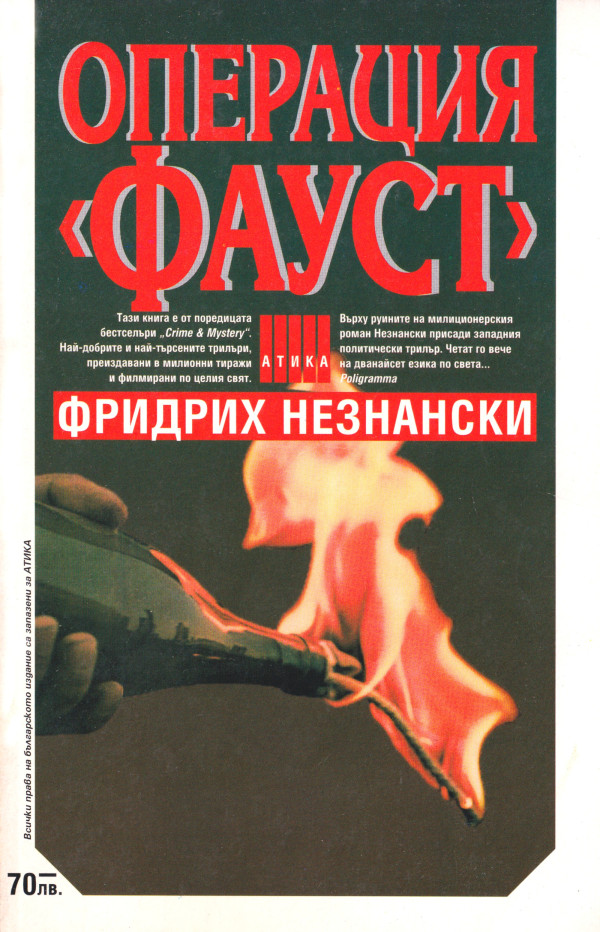 ОПЕРАЦИЯ
‹ФАУСТ›
Тази книга е от поредицата
бестселъри „Crime & Mystery“.
Най-добрите и най-търсените трилъри,
преиздавани в милионни тиражи
и филмирани по целия свят.
АТИКА
Върху руините на милиционерския
роман Незнански присади западния
политически трилър. Четат го вече
на дванайсет езика по света...
Poligramma
ФРИДРИХ НЕЗНАНСКИ
Всички права на българското издание са запазени за АТИКА
70лв.